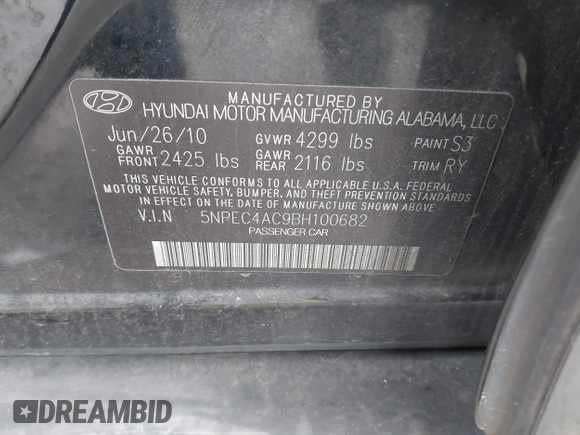 MANUFACTURED BY
HYUNDAI MOTOR MANUFACTURING ALABAMA, LLC
Jun/26/10 GVWR 4299 lbs PAINT S3
GAWR FRONT 2425 lbs GAWR REAR 2116 lbs TRIM RY
THIS VEHICLE CONFORMS TO ALL APPLICABLE U.S.A. FEDERAL
MOTOR VEHICLE SAFETY, BUMPER, AND THEFT PREVENTION STANDARDS
IN EFFECT ON THE DATE OF MANUFACTURE SHOWN ABOVE.
V.I.N 5NPEC4AC9BH100682
PASSENGER CAR
DREAMBID